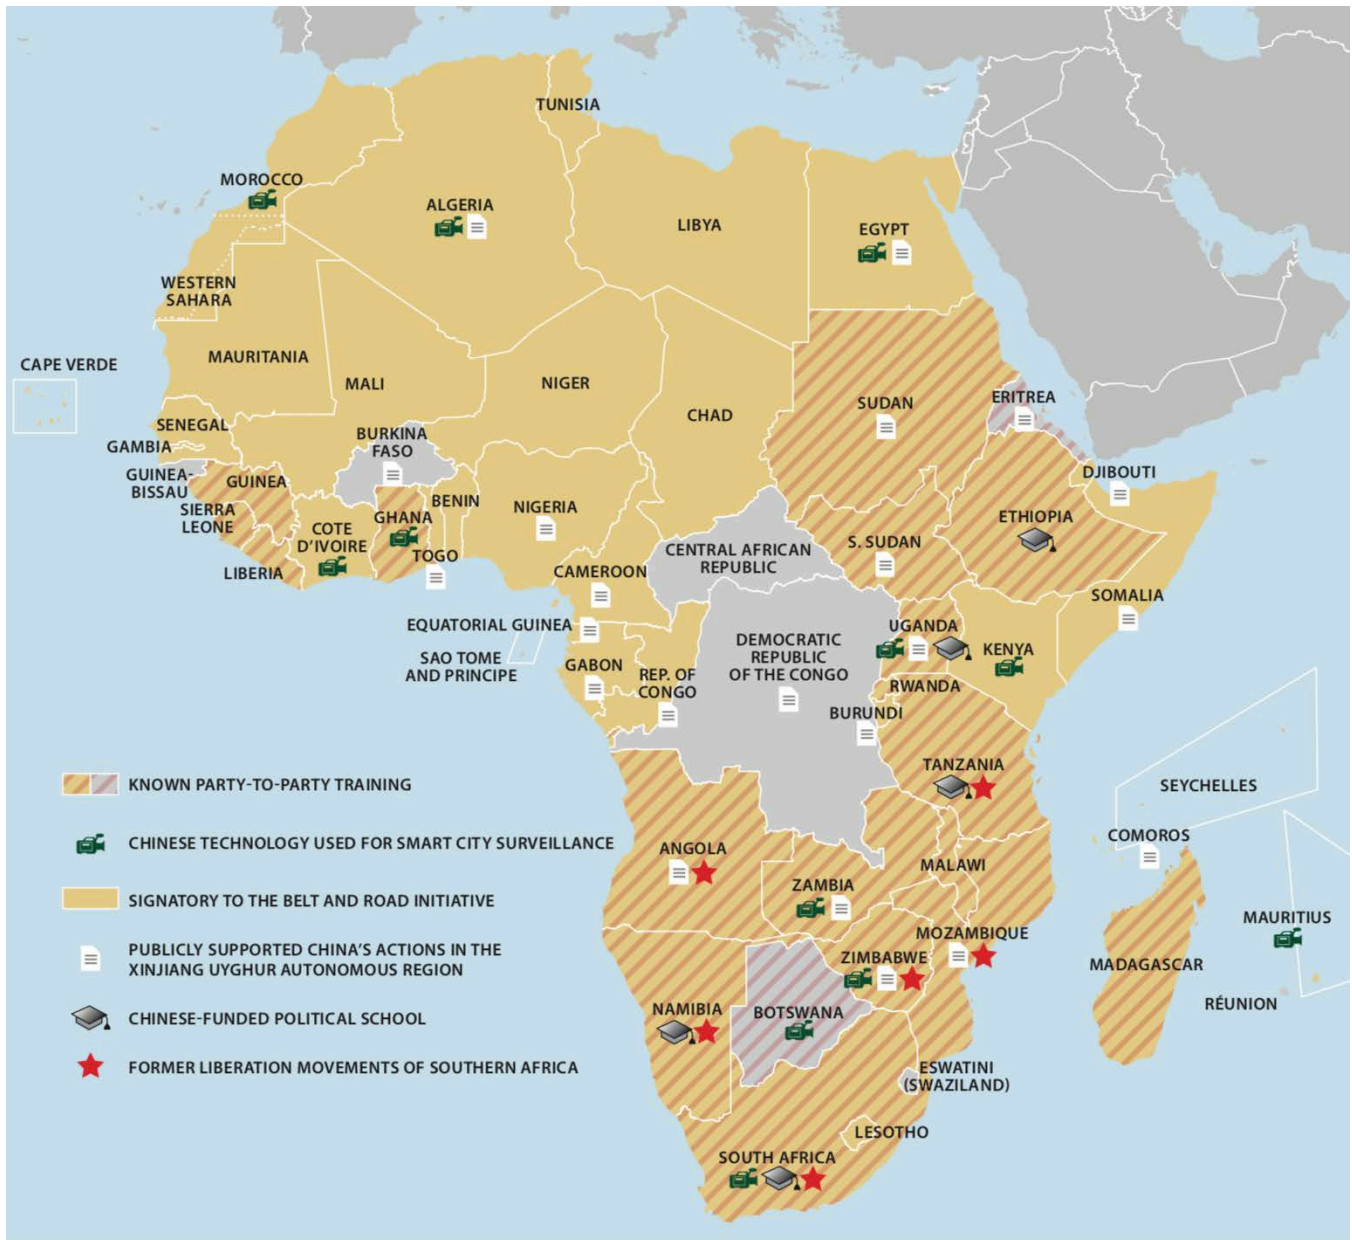 TUNISIA
MOROCCO
ALGERIA
LIBYA
EGYPT
WESTERN
SAHARA
MAURITANIA
CAPE VERDE
MALI
NIGER
CHAD
SUDAN
ERITREA
SENEGAL
GAMBIA
BURKINA
FASO
GUINEA-
BISSAU
GUINEA
DJIBOUTI
SIERRA
LEONE
COTE
D'IVOIRE
GHANA
BENIN
NIGERIA
ETHIOPIA
TOGO
LIBERIA
CENTRAL AFRICAN
REPUBLIC
S. SUDAN
CAMEROON
SOMALIA
EQUATORIAL GUINEA
UGANDA
KENYA
SAO TOME
AND PRINCIPE
GABON
REP. OF
CONGO
DEMOCRATIC
REPUBLIC
OF THE CONGO
RWANDA
BURUNDI
TANZANIA
SEYCHELLES
COMOROS
ANGOLA
MALAWI
ZAMBIA
MAURITIUS
MOZAMBIQUE
ZIMBABWE
MADAGASCAR
RÉUNION
NAMIBIA
BOTSWANA
ESWATINI
(SWAZILAND)
LESOTHO
SOUTH AFRICA
KNOWN PARTY-TO-PARTY TRAINING
CHINESE TECHNOLOGY USED FOR SMART CITY SURVEILLANCE
SIGNATORY TO THE BELT AND ROAD INITIATIVE
PUBLICLY SUPPORTED CHINA'S ACTIONS IN THE
XINJIANG UYGHUR AUTONOMOUS REGION
CHINESE-FUNDED POLITICAL SCHOOL
FORMER LIBERATION MOVEMENTS OF SOUTHERN AFRICA